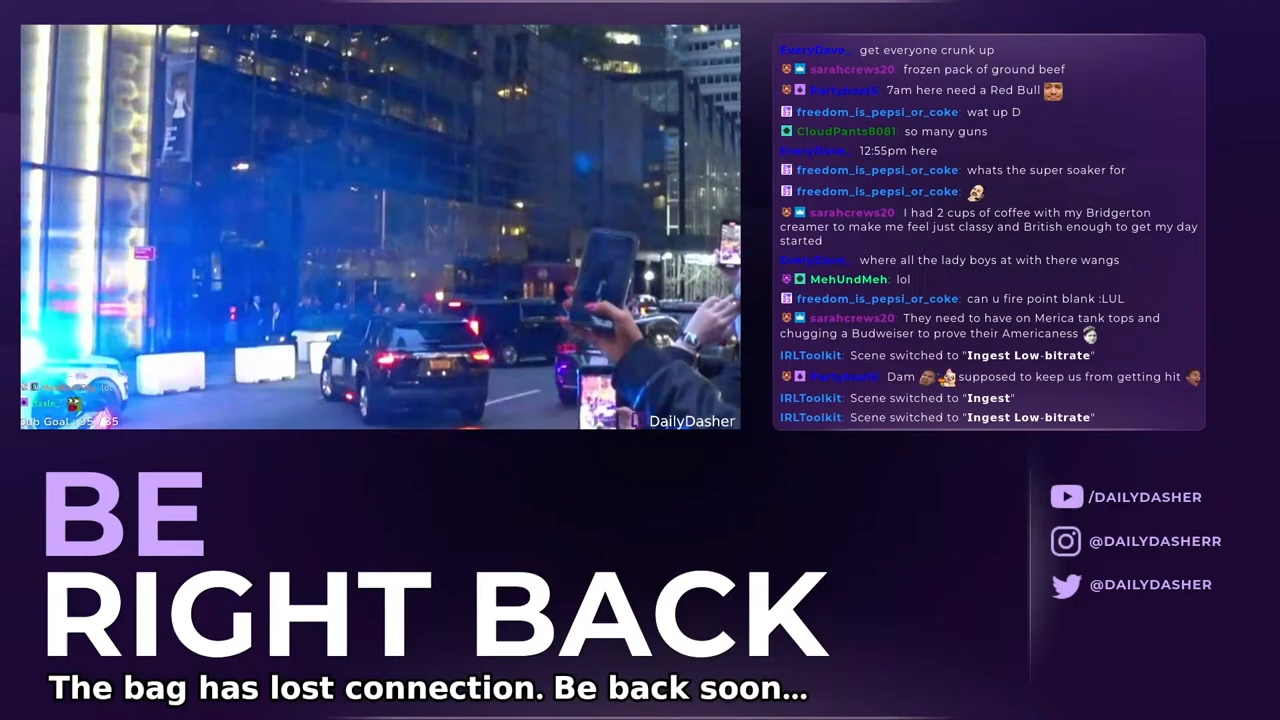 lol
Sub Goal
DailyDasher
EveryDave_: get everyone crunk up
sarahcrews20 frozen pack of ground beef
7am here need a Red Bull
freedom_is_pepsi_or_coke: wat up D
CloudPants8081: so many guns
EveryDave_: 12:55pm here
freedom_is_pepsi_or_coke: whats the super soaker for
freedom_is_pepsi_or_coke:
sarahcrews20 I had 2 cups of coffee with my Bridgerton
creamer to make me feel just classy and British enough to get my day
started
EveryDave_: where all the lady boys at with there wangs
MehUndMeh: lol
freedom_is_pepsi_or_coke: can u fire point blank :LUL
sarahcrews20 They need to have on Merica tank tops and
chugging a Budweiser to prove their Americaness
IRLToolkit: Scene switched to "Ingest Low-bitrate"
Dam supposed to keep us from getting hit
IRLToolkit: Scene switched to "Ingest"
IRLToolkit: Scene switched to "Ingest Low-bitrate"
BE
RIGHT BACK
The bag has lost connection. Be back soon...
/DAILYDASHER
@DAILYDASHERR
@DAILYDASHER